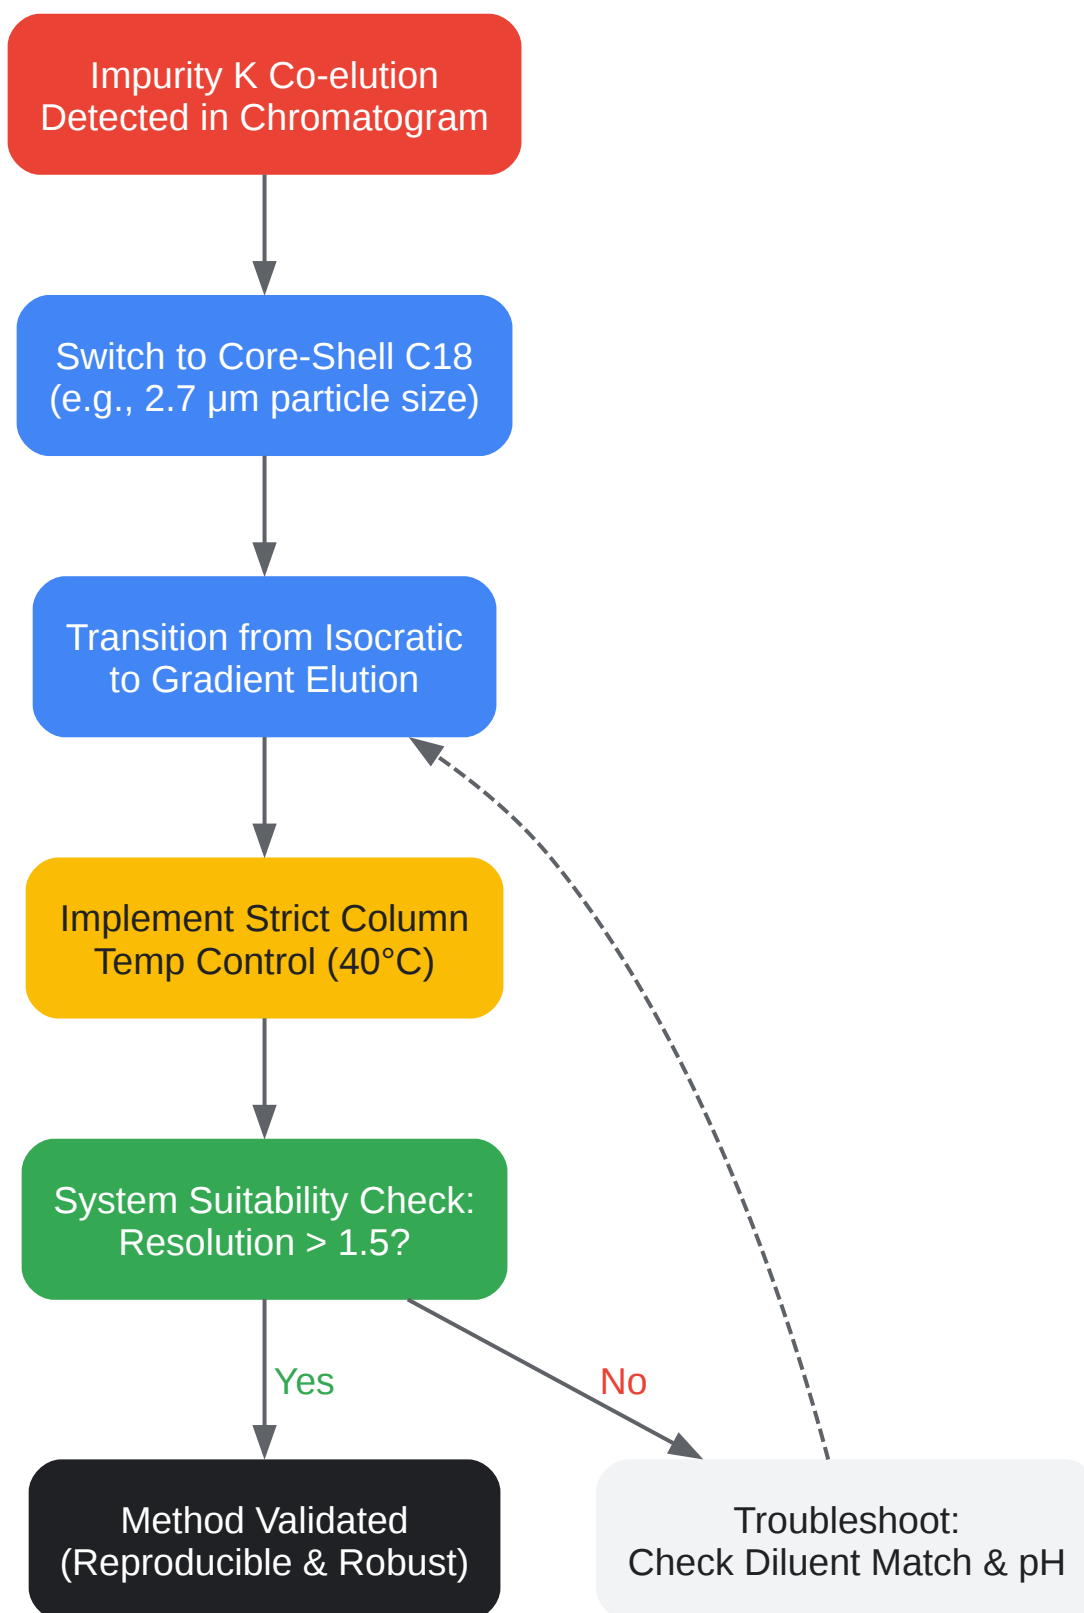 Impurity K Co-elution
Detected in Chromatogram
Switch to Core-Shell C18
(e.g., 2.7 μm particle size)
Transition from Isocratic
to Gradient Elution
Implement Strict Column
Temp Control (40°C)
System Suitability Check:
Resolution > 1.5?
Yes
No
Method Validated
(Reproducible & Robust)
Troubleshoot:
Check Diluent Match & pH